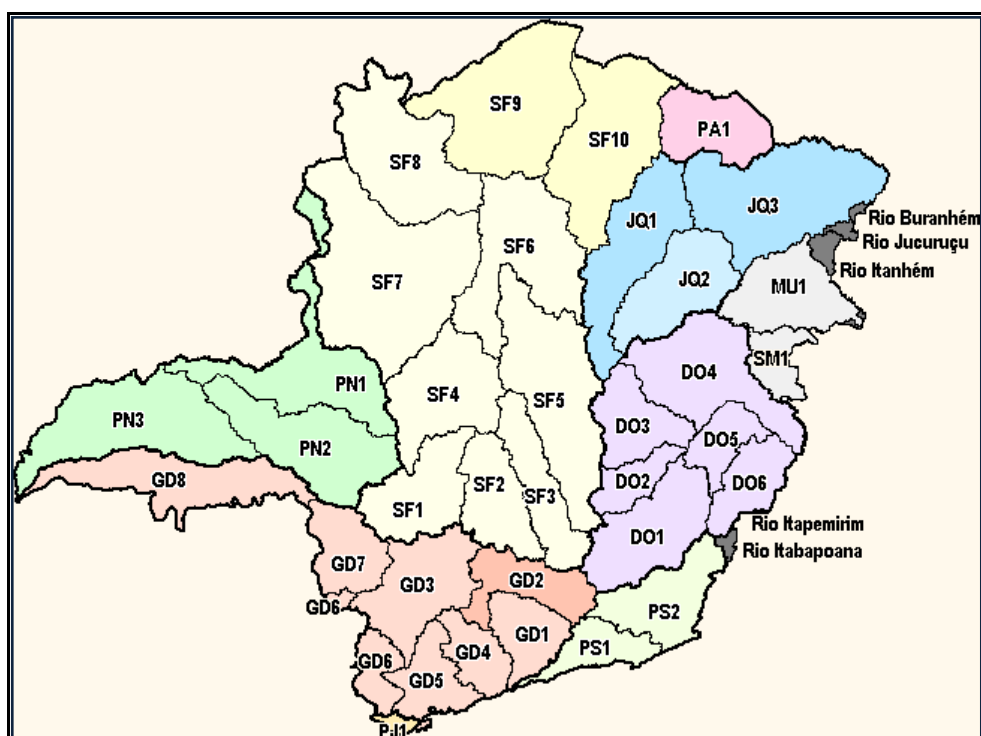 SF9
SF10
PA1
SF8
JQ1
JQ3
Rio Buranhém
Rio Jucuruçu
SF6
Rio Itanhém
SF7
JQ2
MU1
SM1
DO4
PN1
SF4
SF5
PN3
DO3
DO5
PN2
GD8
DO2
DO6
SF2
SF3
SF1
Rio Itapemirim
DO1
Rio Itabapoana
GD7
GD3
GD2
GD6
PS2
GD1
PS1
GD4
GD6
GD5
PJ1